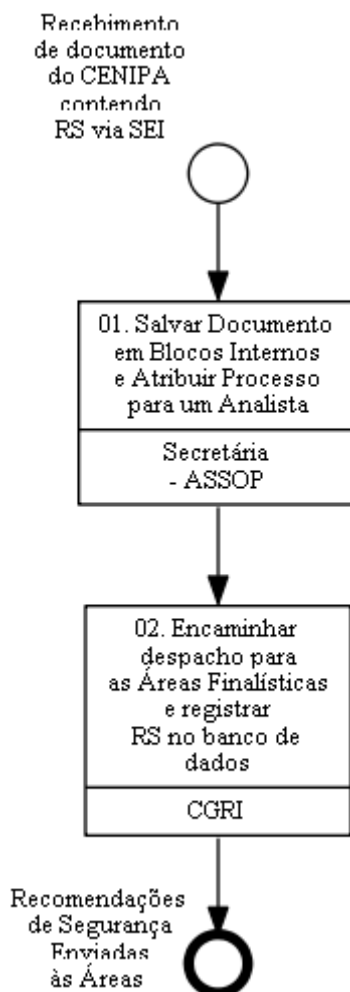 Recebimento
de documento
do CENIPA
contendo
RS via SEI
01. Salvar Documento
em Blocos Internos
e Atribuir Processo
para um Analista
Secretária
- ASSOP
02. Encaminhar
despacho para
as Áreas Finalísticas
e registrar
RS no banco de
dados
CGRI
Recomendações
de Segurança
Enviadas
às Áreas